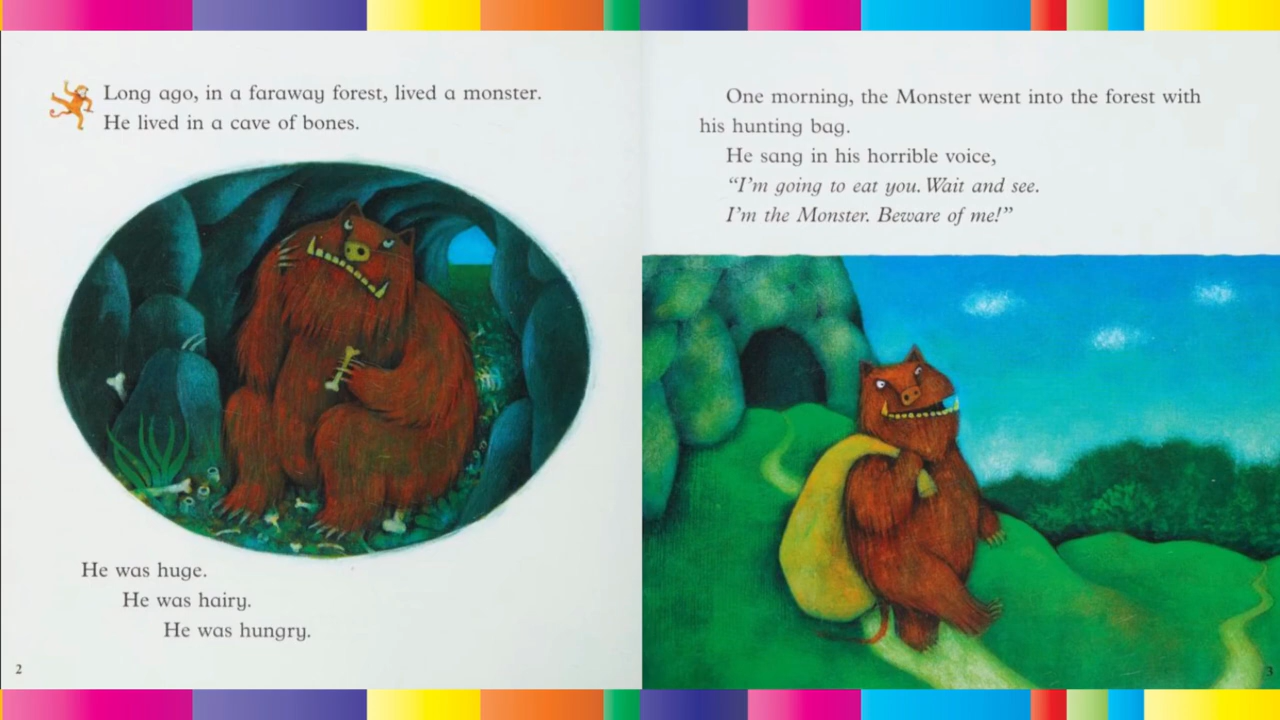 Long ago, in a faraway forest, lived a monster.
He lived in a cave of bones.
He was huge.
He was hairy.
He was hungry.
2
One morning, the Monster went into the forest with
his hunting bag.
He sang in his horrible voice,
“I’m going to eat you. Wait and see.
I’m the Monster. Beware of me!”
3